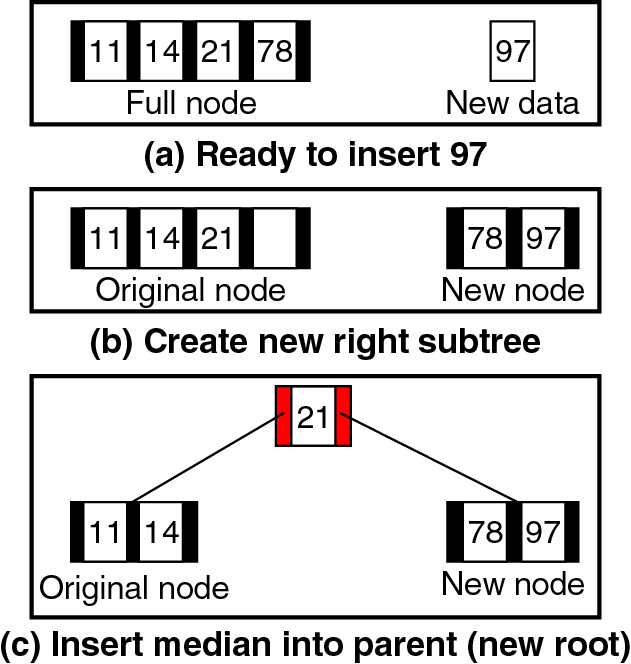 11 14 21 78 97
Full node New data
(a) Ready to insert 97
11 14 21 78 97
Original node New node
(b) Create new right subtree
21
11 14 78 97
Original node New node
(c) Insert median into parent (new root)